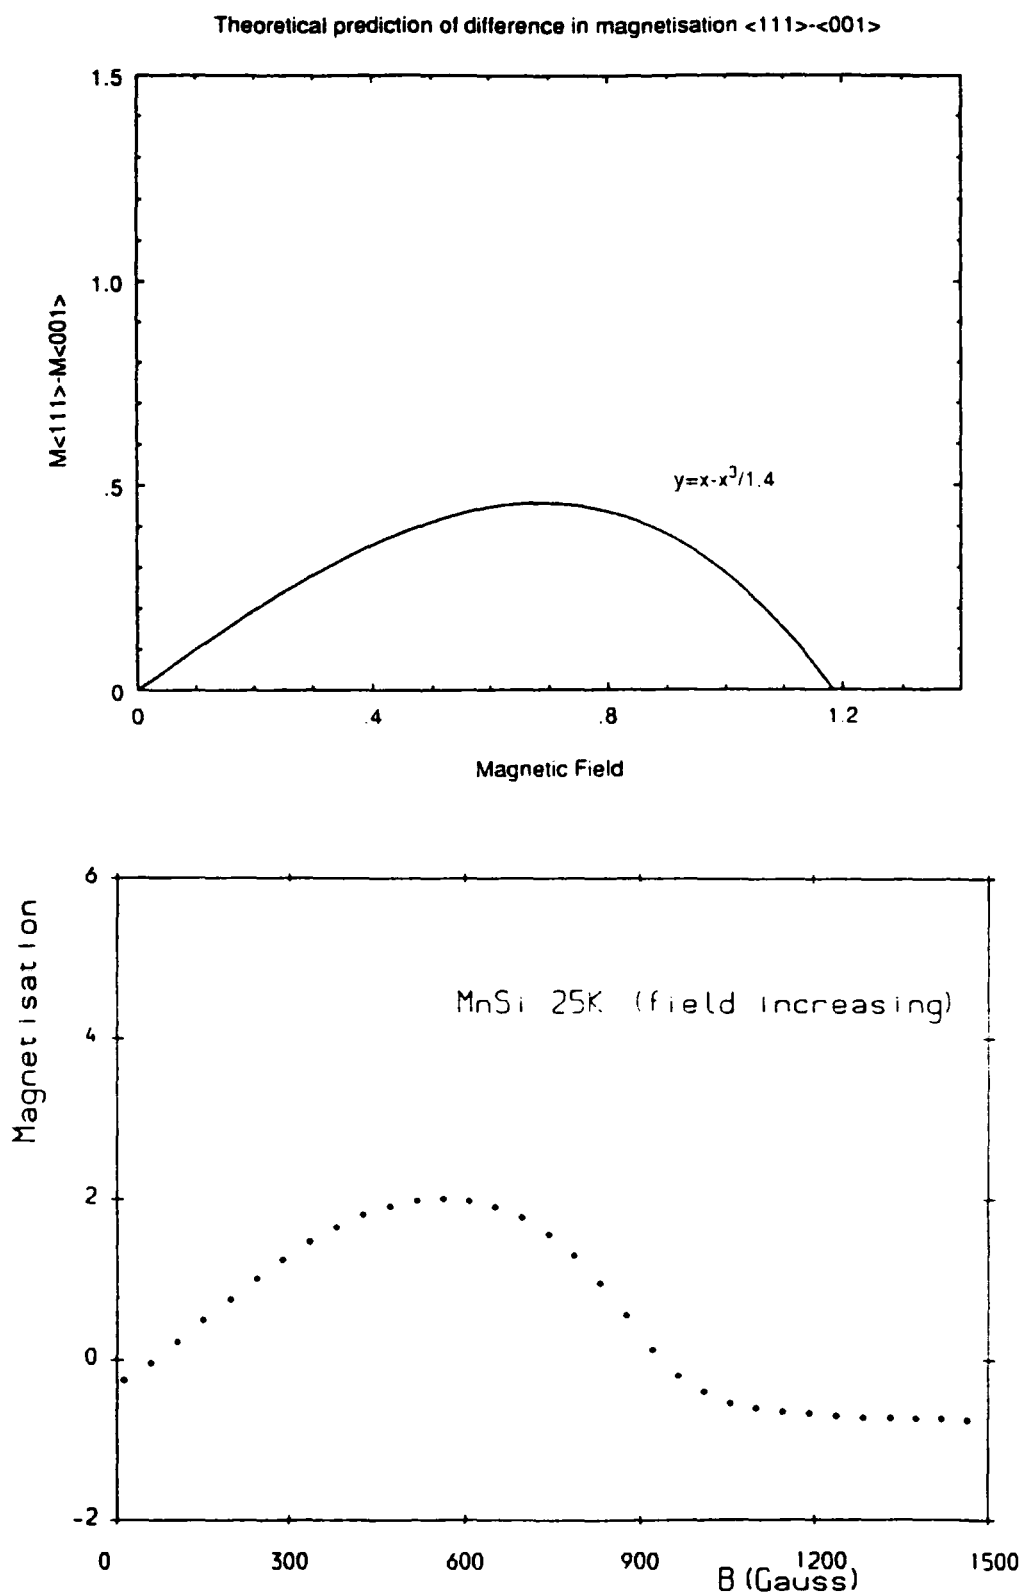 Theoretical prediction of difference in magnetisation <111>-<001>
1.5
1.0
.5
0
M<111>-M<001>
y=x-x³/1.4
0 .4 .8 1.2
Magnetic Field
6
4
2
0
-2
Magnetisation
MnSi 25K (field increasing)
0 300 600 900 1200 1500
B (Gauss)